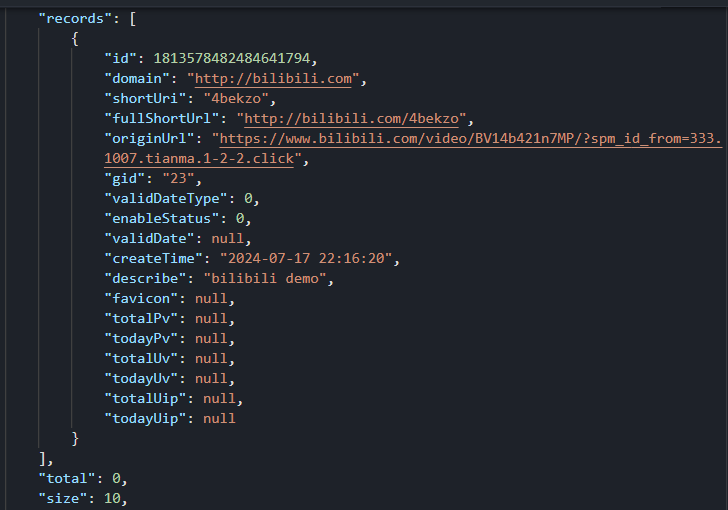 "records": [
{
"id": 1813578482484641794,
"domain": "http://bilibili.com",
"shortUri": "4bekzo",
"fullShortUrl": "http://bilibili.com/4bekzo",
"originUrl": "https://www.bilibili.com/video/BV14b421n7MP/?spm_id_from=333.
1007.tianma.1-2-2.click",
"gid": "23",
"validDateType": 0,
"enableStatus": 0,
"validDate": null,
"createTime": "2024-07-17 22:16:20",
"describe": "bilibili demo",
"favicon": null,
"totalPv": null,
"todayPv": null,
"totalUv": null,
"todayUv": null,
"totalUip": null,
"todayUip": null
}
],
"total": 0,
"size": 10,